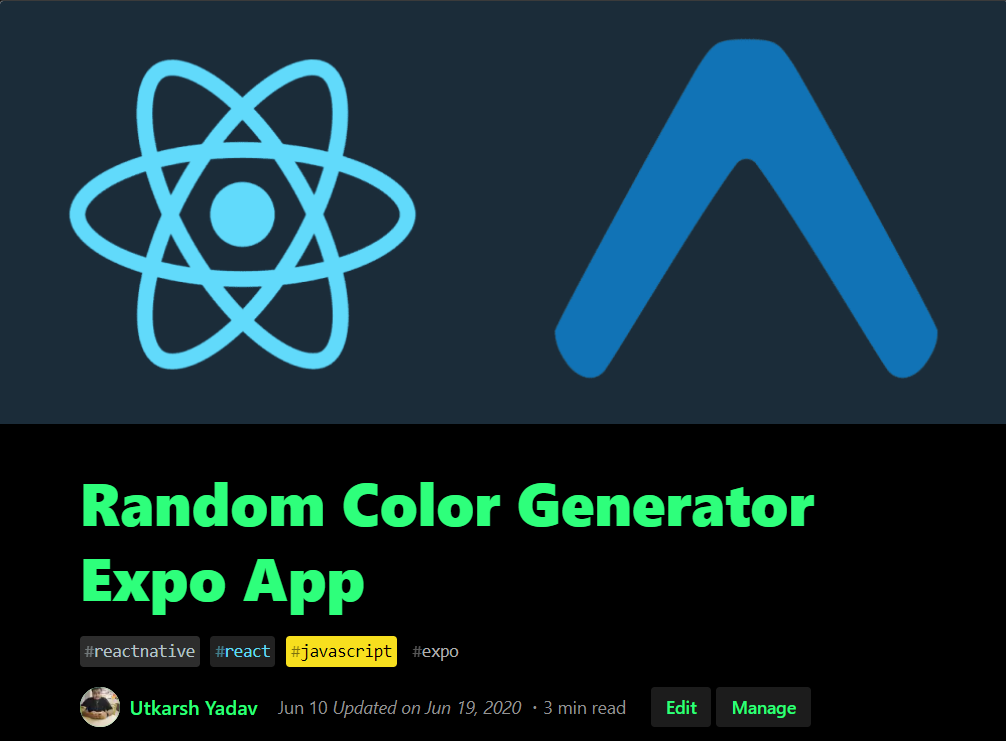 Random Color Generator
Expo App
#reactnative #react #javascript #expo
Utkarsh Yadav Jun 10 Updated on Jun 19, 2020 · 3 min read Edit Manage